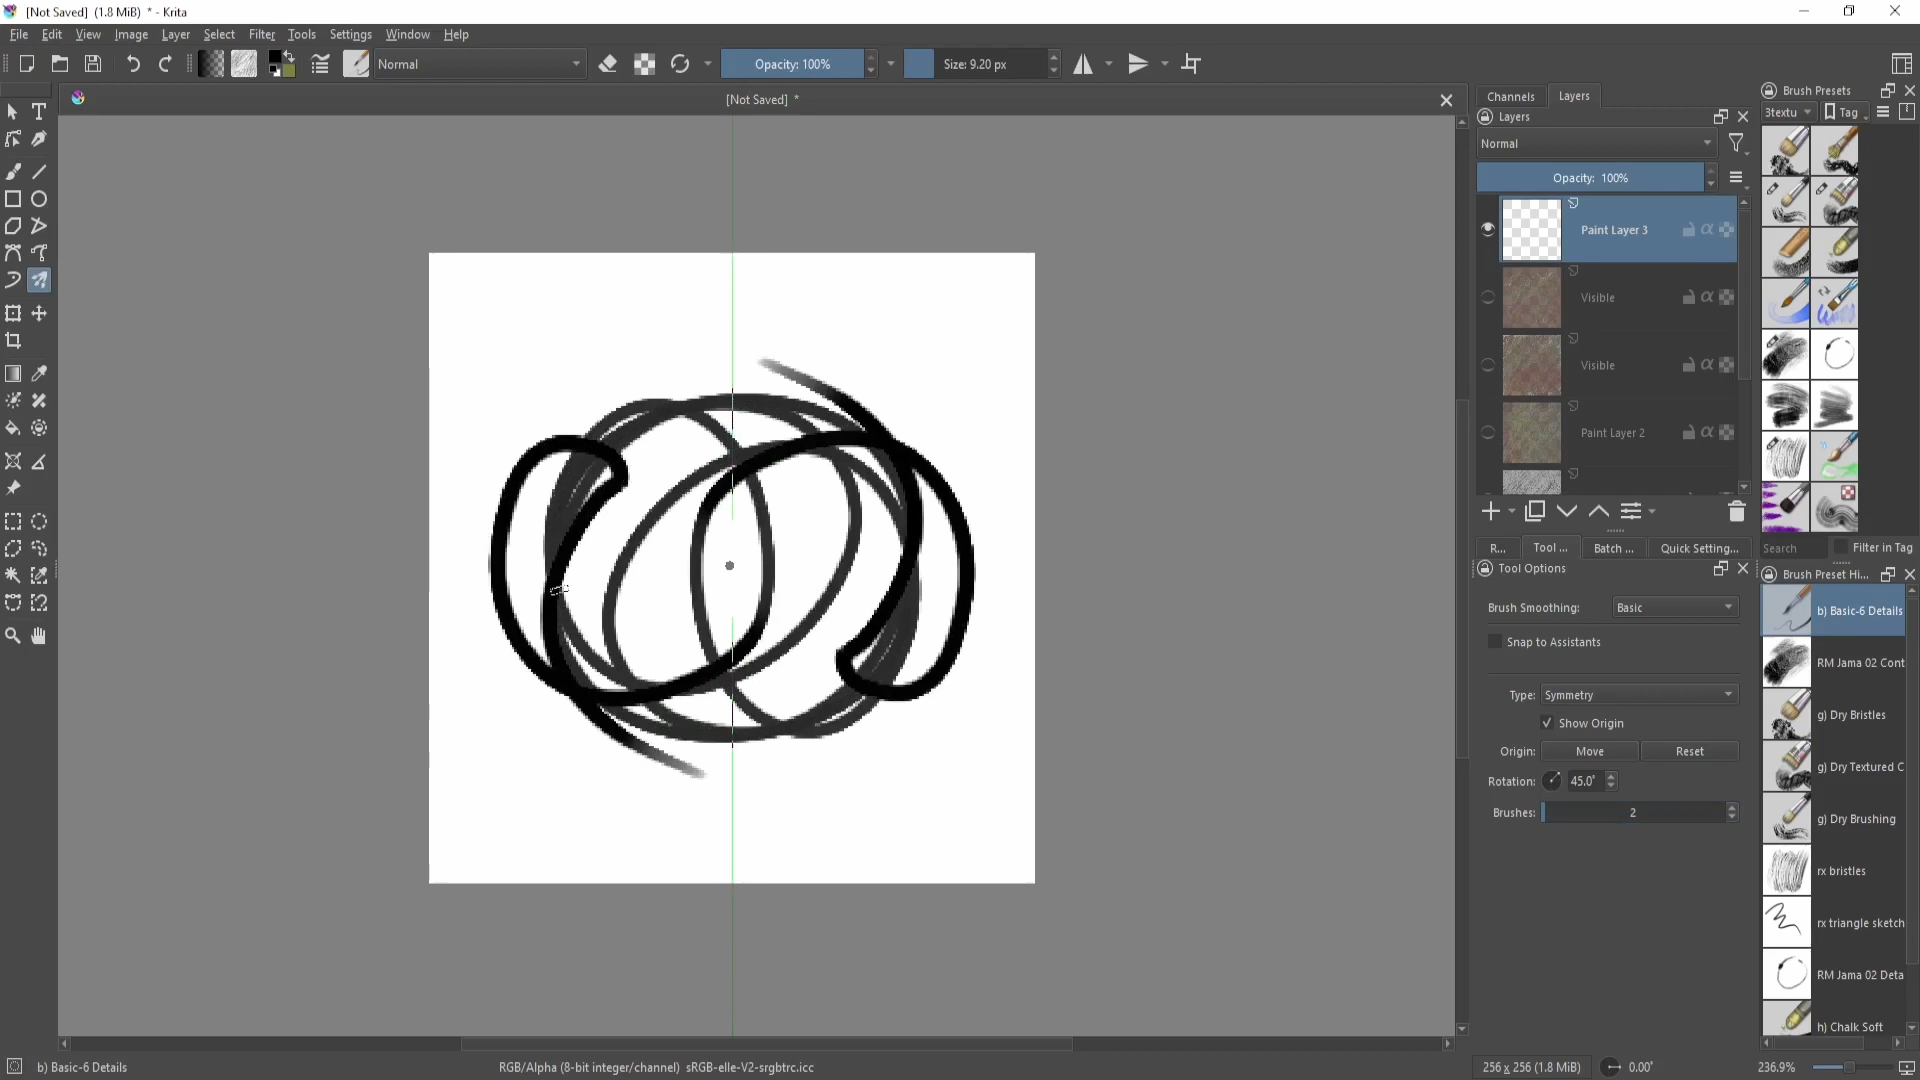 [Not Saved]  (1.8 MiB)  * - Krita
File Edit View Image Layer Select Filter Tools Settings Window Help
Normal
Opacity: 100%
Size: 9.20 px
[Not Saved]  *
Channels
Layers
Layers
Normal
Opacity:  100%
Paint Layer 3
Visible
Visible
Paint Layer 2
R...
Tool ...
Batch ...
Quick Setting...
Tool Options
Brush Smoothing:
Basic
Snap to Assistants
Type:
Symmetry
Show Origin
Origin:
Move
Reset
Rotation:
45.0°
Brushes:
2
Brush Presets
3textu
Tag
Search
Filter in Tag
Brush Preset Hi...
b) Basic-6 Details
RM Jama 02 Cont
g) Dry Bristles
g) Dry Textured C
g) Dry Brushing
rx bristles
rx triangle sketch
RM Jama 02 Deta
h) Chalk Soft
b) Basic-6 Details
RGB/Alpha (8-bit integer/channel)  sRGB-elle-V2-srgbtrc.icc
256 x 256 (1.8 MiB)
0.00°
236.9%